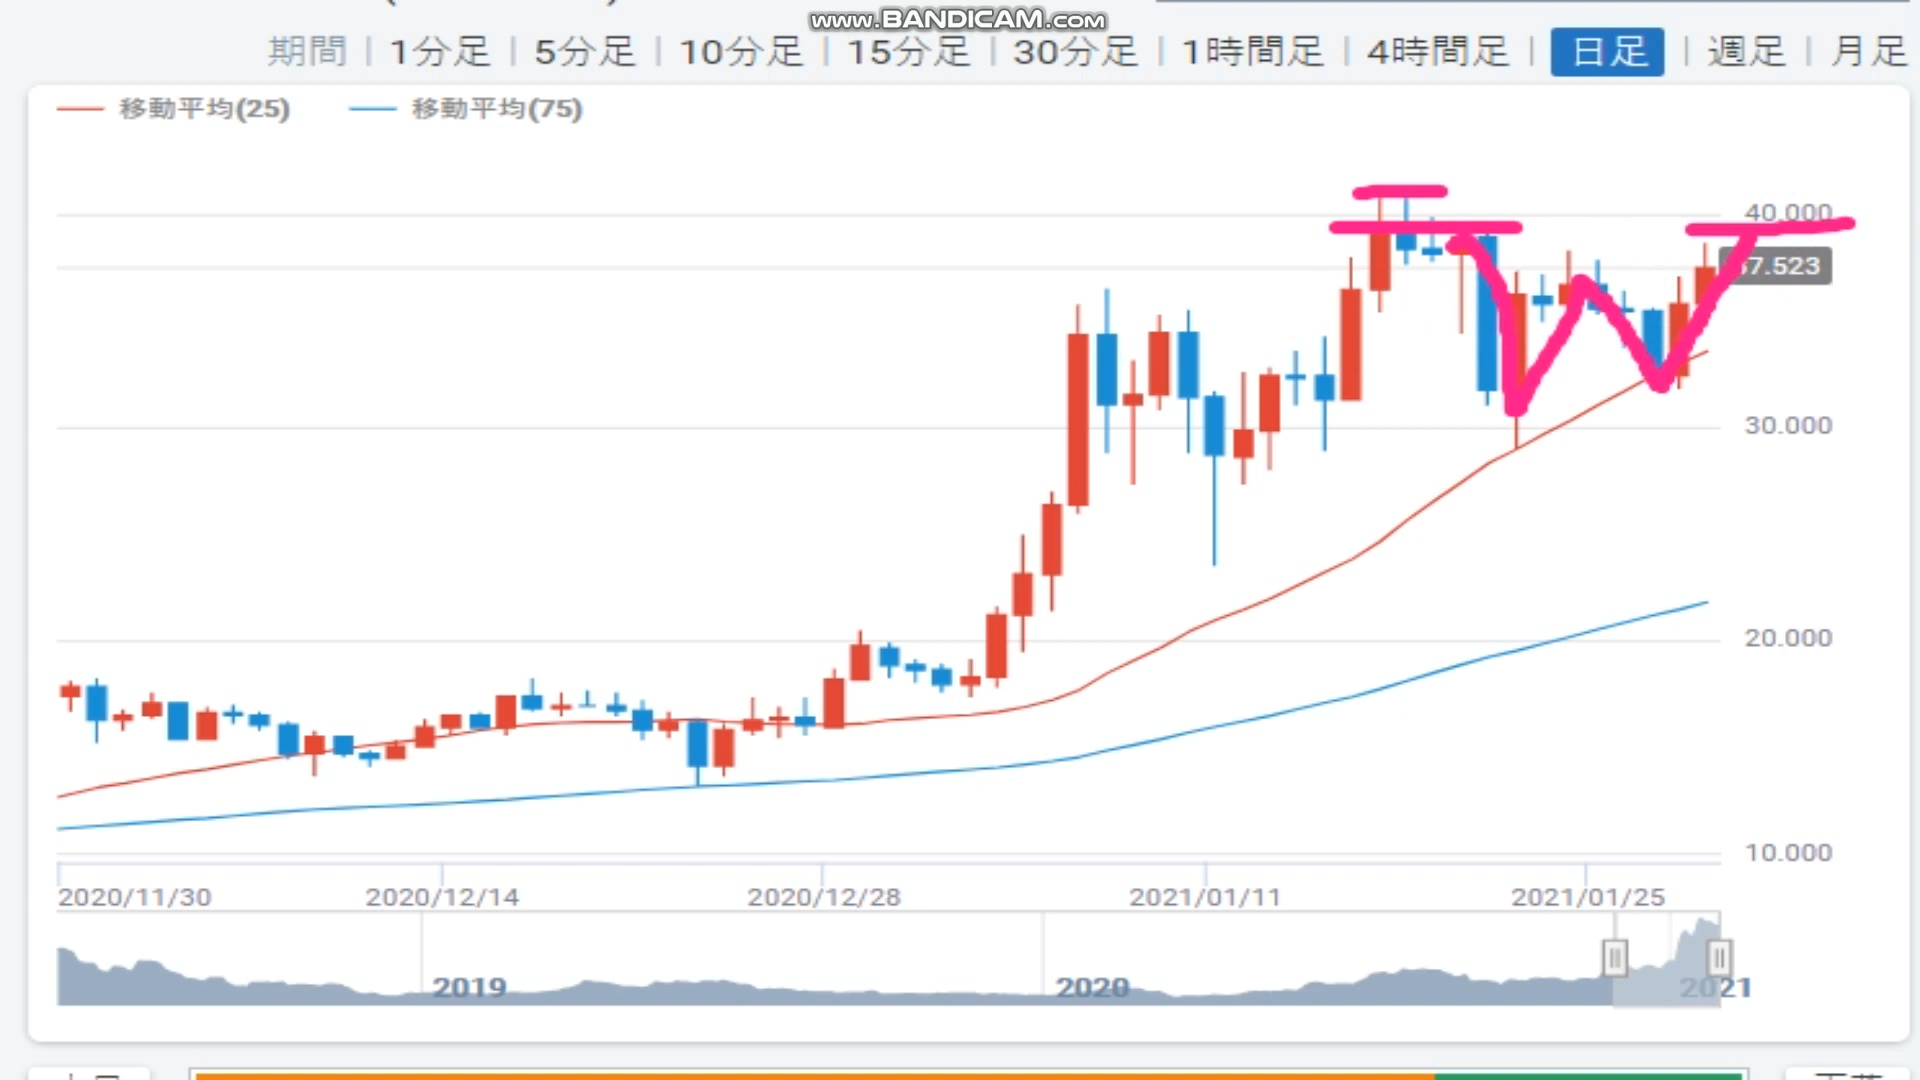 www.BANDICAM.com
期間 | 1分足 | 5分足 | 10分足 | 15分足 | 30分足 | 1時間足 | 4時間足 | 日足 | 週足 | 月足
移動平均(25) 移動平均(75)
40.000
37.523
30.000
20.000
10.000
2020/11/30 2020/12/14 2020/12/28 2021/01/11 2021/01/25
2019 2020 2021